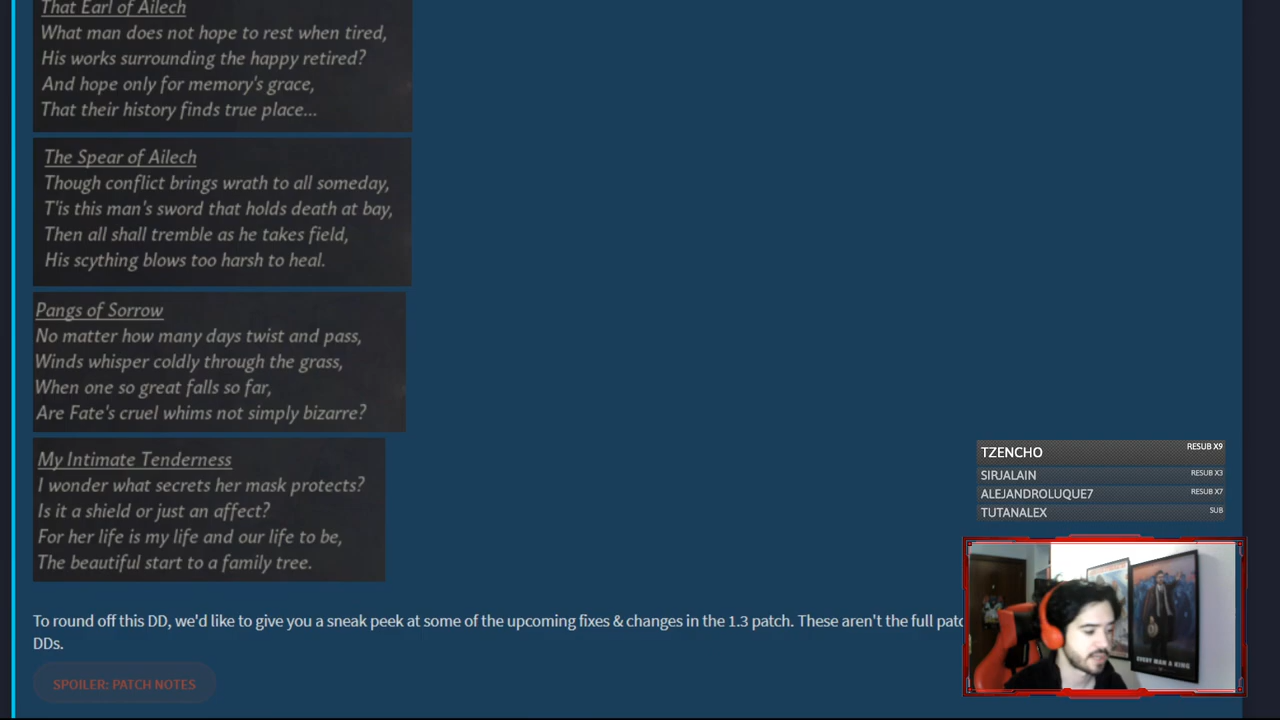 That Earl of Ailech
What man does not hope to rest when tired,
His works surrounding the happy retired?
And hope only for memory's grace,
That their history finds true place...
The Spear of Ailech
Though conflict brings wrath to all someday,
T'is this man's sword that holds death at bay,
Then all shall tremble as he takes field,
His scything blows too harsh to heal.
Pangs of Sorrow
No matter how many days twist and pass,
Winds whisper coldly through the grass,
When one so great falls so far,
Are Fate's cruel whims not simply bizarre?
My Intimate Tenderness
I wonder what secrets her mask protects?
Is it a shield or just an affect?
For her life is my life and our life to be,
The beautiful start to a family tree.
To round off this DD, we'd like to give you a sneak peek at some of the upcoming fixes & changes in the 1.3 patch. These aren't the full patc
DDs.
SPOILER: PATCH NOTES
TZENCHO RESUB X9
SIRJALAIN RESUB X3
ALEJANDROLUQUE7 RESUB X7
TUTANALEX SUB
EVERY MAN A KING